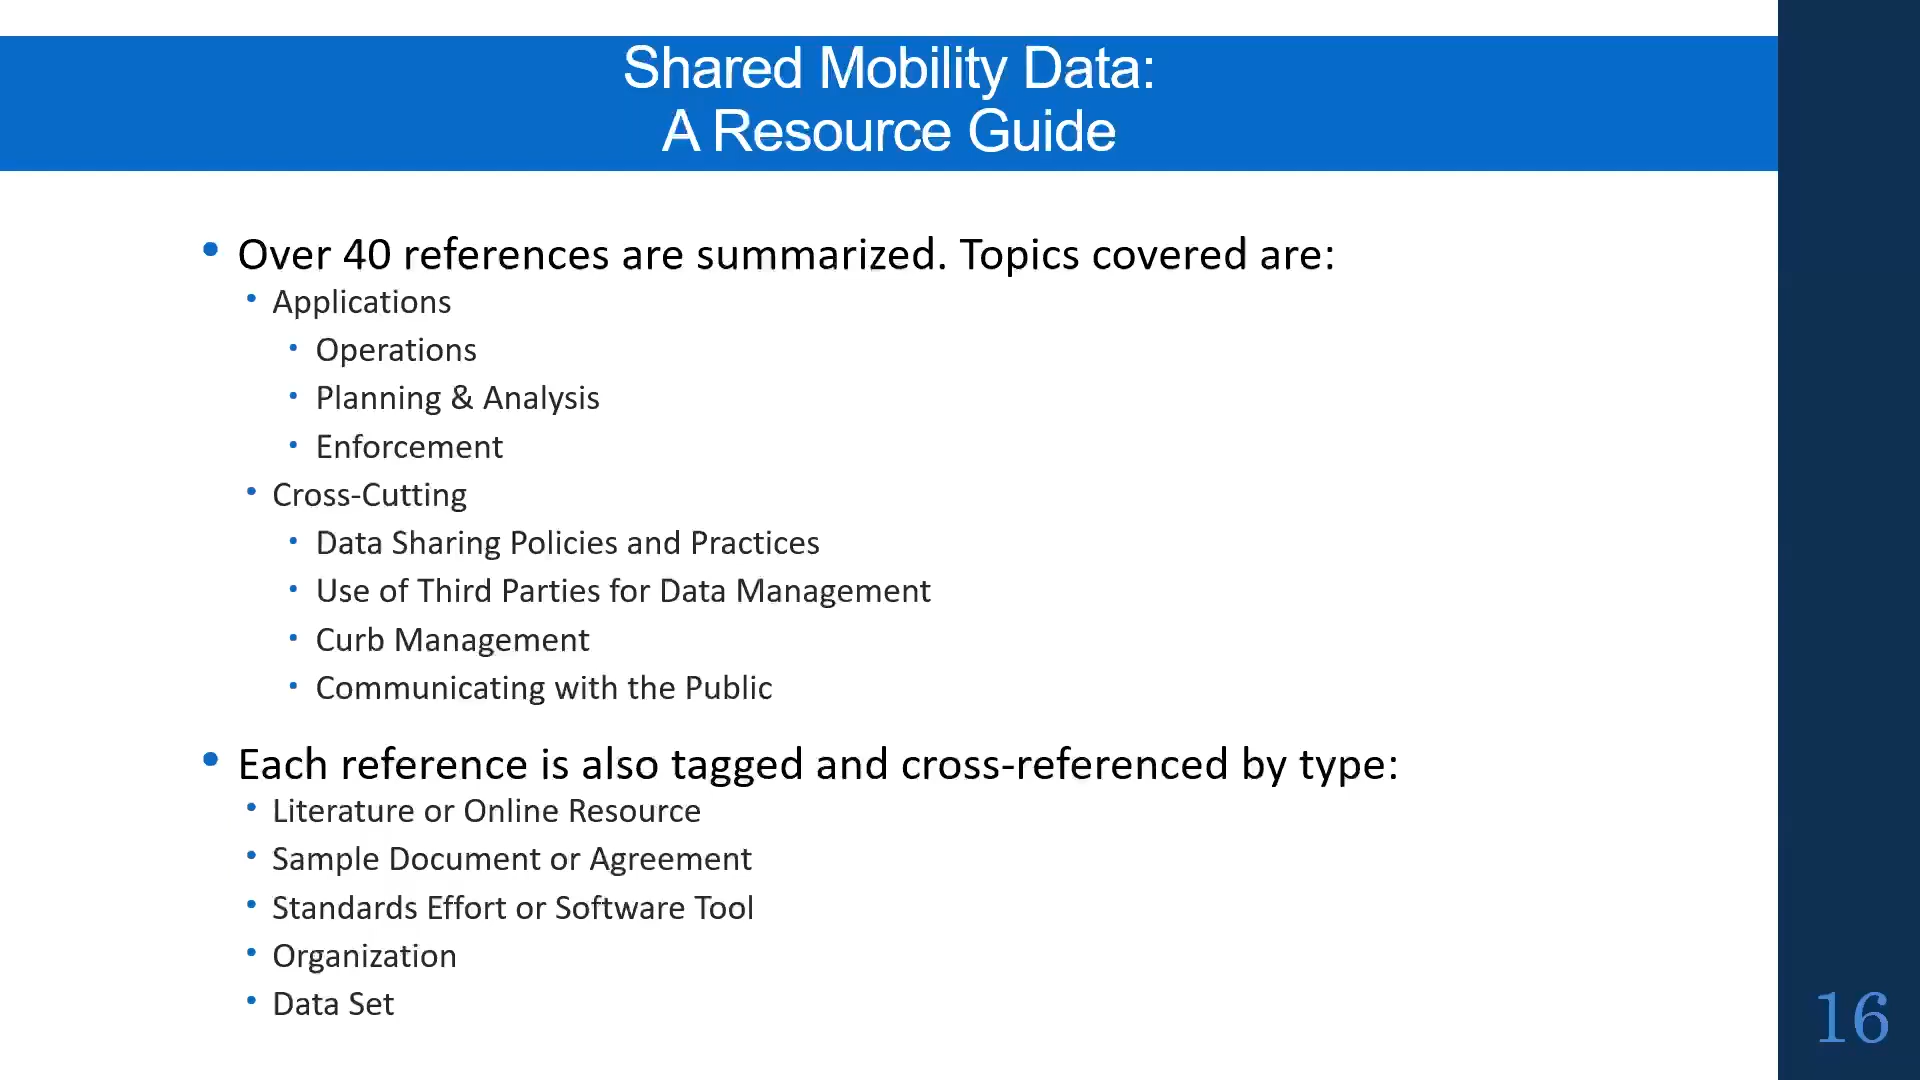 Shared Mobility Data:
A Resource Guide
• Over 40 references are summarized. Topics covered are:
• Applications
• Operations
• Planning & Analysis
• Enforcement
• Cross-Cutting
• Data Sharing Policies and Practices
• Use of Third Parties for Data Management
• Curb Management
• Communicating with the Public
• Each reference is also tagged and cross-referenced by type:
• Literature or Online Resource
• Sample Document or Agreement
• Standards Effort or Software Tool
• Organization
• Data Set
16